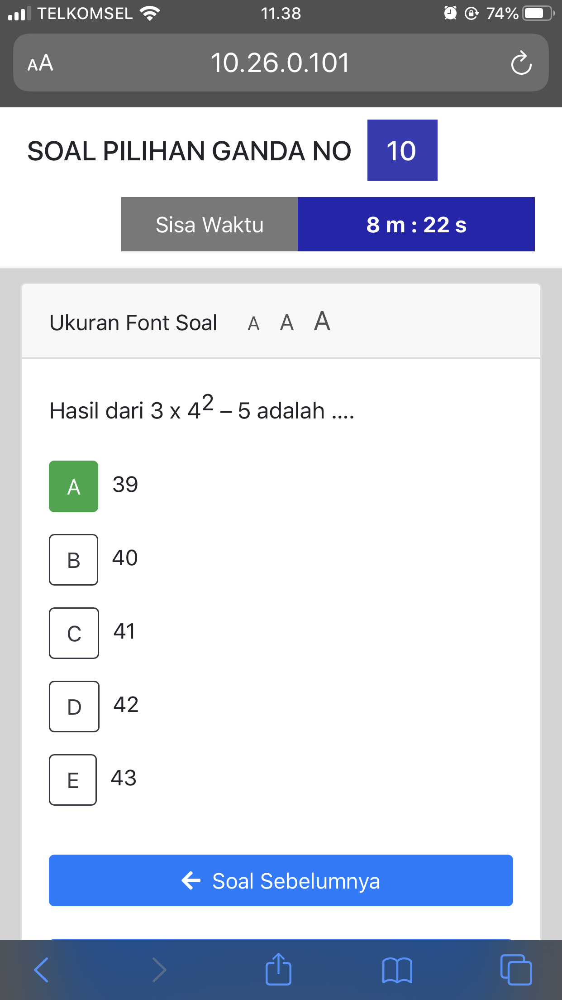 TELKOMSEL 11.38 74%
AA 10.26.0.101
SOAL PILIHAN GANDA NO 10
Sisa Waktu 8 m : 22 s
Ukuran Font Soal A A A
Hasil dari 3 x 4² – 5 adalah ....
A 39
B 40
C 41
D 42
E 43
← Soal Sebelumnya